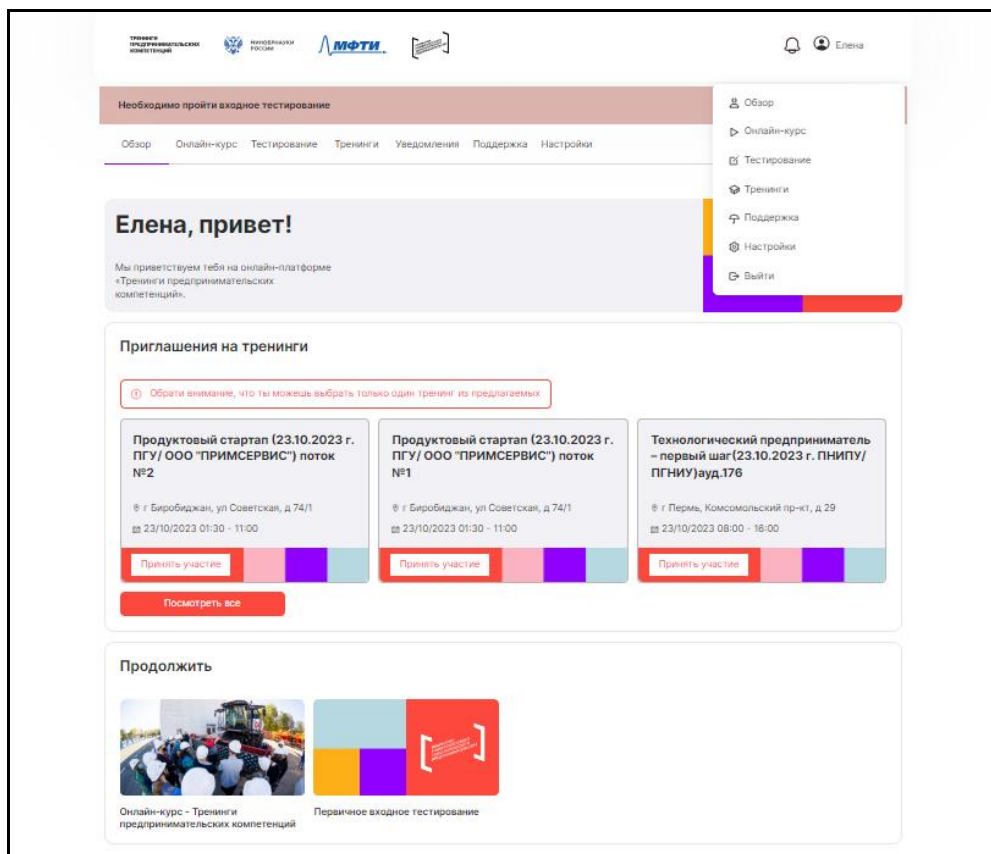 ТРЕНИНГИ
ПРЕДПРИНИМАТЕЛЬСКИХ
КОМПЕТЕНЦИЙ
МИНОБРНАУКИ
РОССИИ
МФТИ
Елена
Необходимо пройти входное тестирование
Обзор
Онлайн-курс
Тестирование
Тренинги
Поддержка
Настройки
Выйти
Обзор Онлайн-курс Тестирование Тренинги Уведомления Поддержка Настройки
Елена, привет!
Мы приветствуем тебя на онлайн-платформе
«Тренинги предпринимательских
компетенций».
Приглашения на тренинги
Обрати внимание, что ты можешь выбрать только один тренинг из предлагаемых
Продуктовый стартап (23.10.2023 г.
ПГУ/ ООО "ПРИМСЕРВИС") поток
№2
г Биробиджан, ул Советская, д 74/1
23/10/2023 01:30 - 11:00
Принять участие
Продуктовый стартап (23.10.2023 г.
ПГУ/ ООО "ПРИМСЕРВИС") поток
№1
г Биробиджан, ул Советская, д 74/1
23/10/2023 01:30 - 11:00
Принять участие
Технологический предприниматель
– первый шаг(23.10.2023 г. ПНИПУ/
ПГНИУ)ауд.176
г Пермь, Комсомольский пр-кт, д 29
23/10/2023 08:00 - 16:00
Принять участие
Посмотреть все
Продолжить
Онлайн-курс - Тренинги
предпринимательских компетенций
Первичное входное тестирование